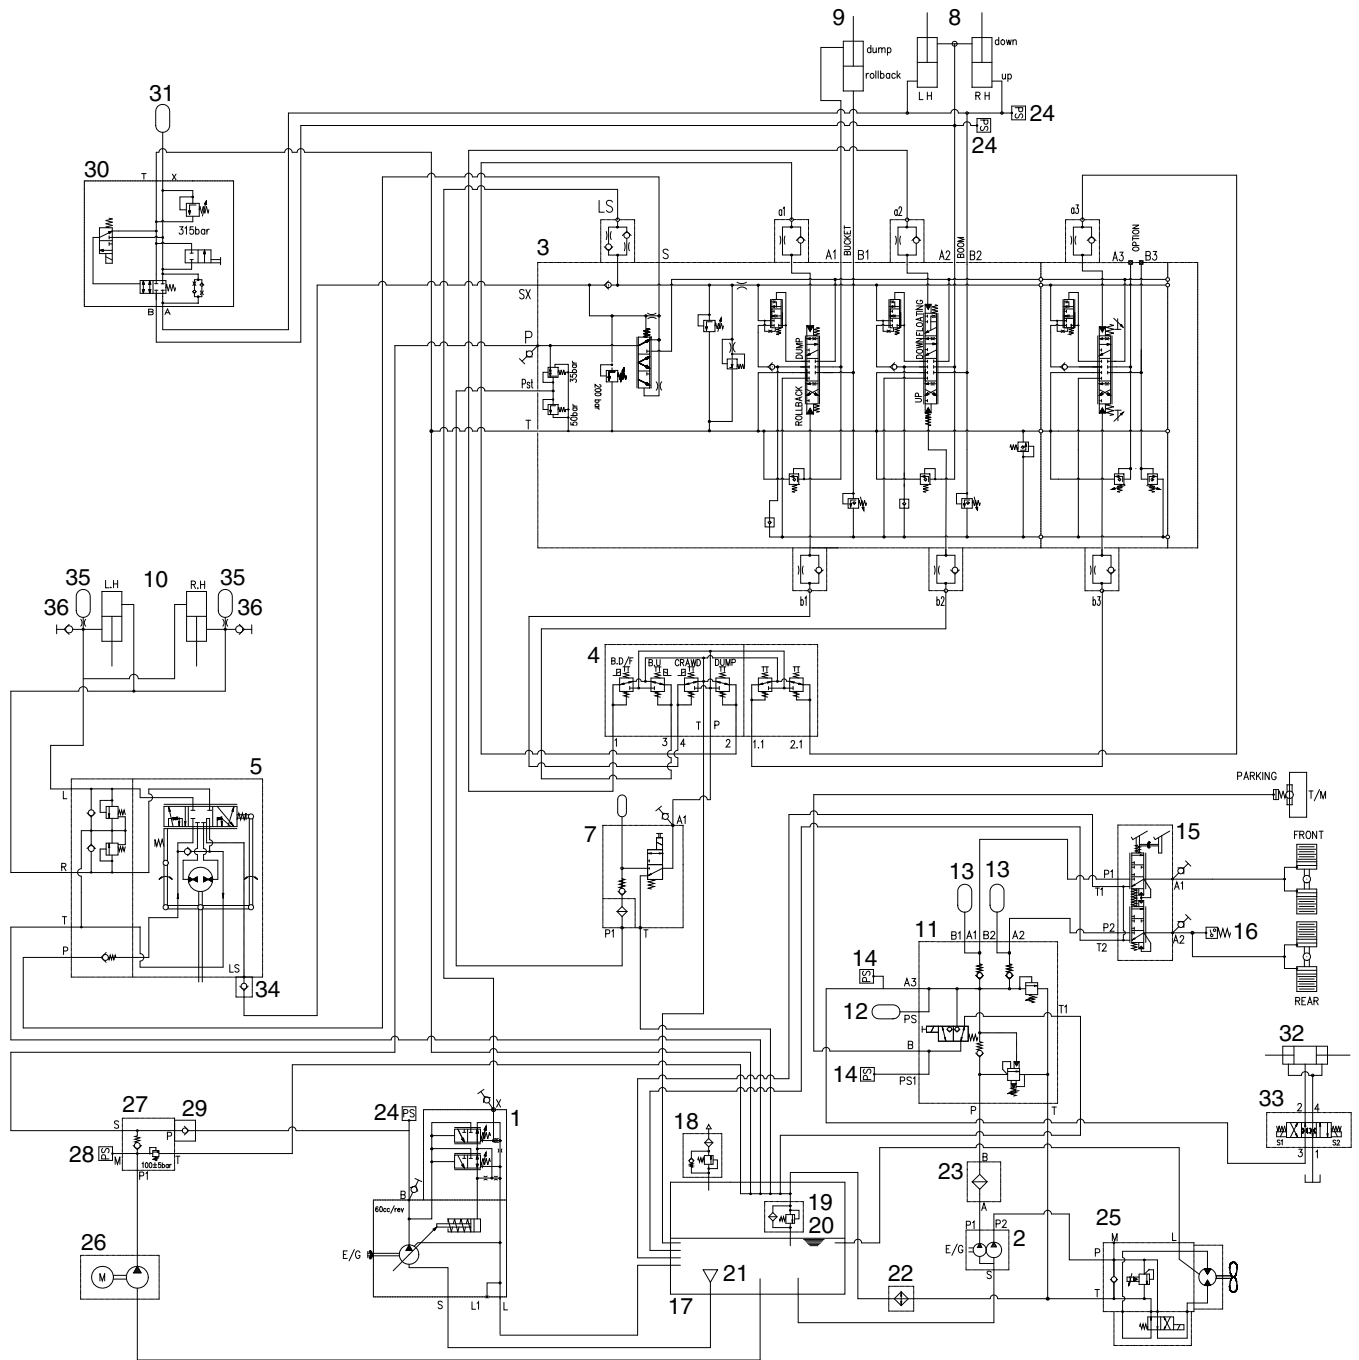 9
8
dump
rollback
down
up
L H
R H
PS
24
PS
24
31
30
T
X
315bar
B
A
LS
S
3
SX
P
Pst
T
35bar
50bar
200 bar
a1
a2
a3
A1
BUCKET
B1
A2
BOOM
B2
A3
OPTION
B3
DUMP
ROLLBACK
FLOATING
DOWN
UP
b1
b2
b3
35
10
35
36
L.H
R.H
36
4
B.D/F
B.U
CRAWD
DUMP
T
P
1
3
4
2
1.1
2.1
5
L
R
T
P
LS
34
7
A1
P1
T
PARKING
T/M
15
FRONT
P1
T1
A1
P2
T2
A2
16
REAR
13
13
11
B1
A1
B2
A2
14
PS
A3
12
PS
T1
B
14
PS
PS1
P
T
32
33
2
4
S1
S2
3
1
27
29
S
P
28
PS
M
T
100±5bar
P1
24
PS
X
1
B
60cc/rev
E/G
S
L1
L
26
M
18
19
20
21
17
22
23
B
A
P1
P2
2
E/G
S
25
M
L
P
T